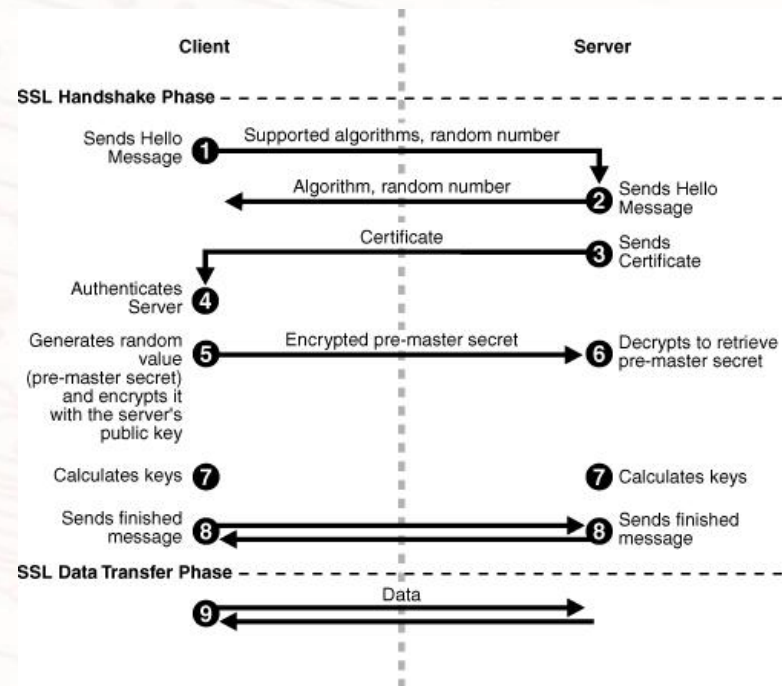 Client
Server
SSL Handshake Phase
Sends Hello
Message
1
Supported algorithms, random number
Algorithm, random number
2
Sends Hello
Message
Certificate
3
Sends
Certificate
Authenticates
Server
4
Generates random
value
(pre-master secret)
and encrypts it
with the server's
public key
5
Encrypted pre-master secret
6
Decrypts to retrieve
pre-master secret
Calculates keys
7
7
Calculates keys
Sends finished
message
8
8
Sends finished
message
SSL Data Transfer Phase
Data
9